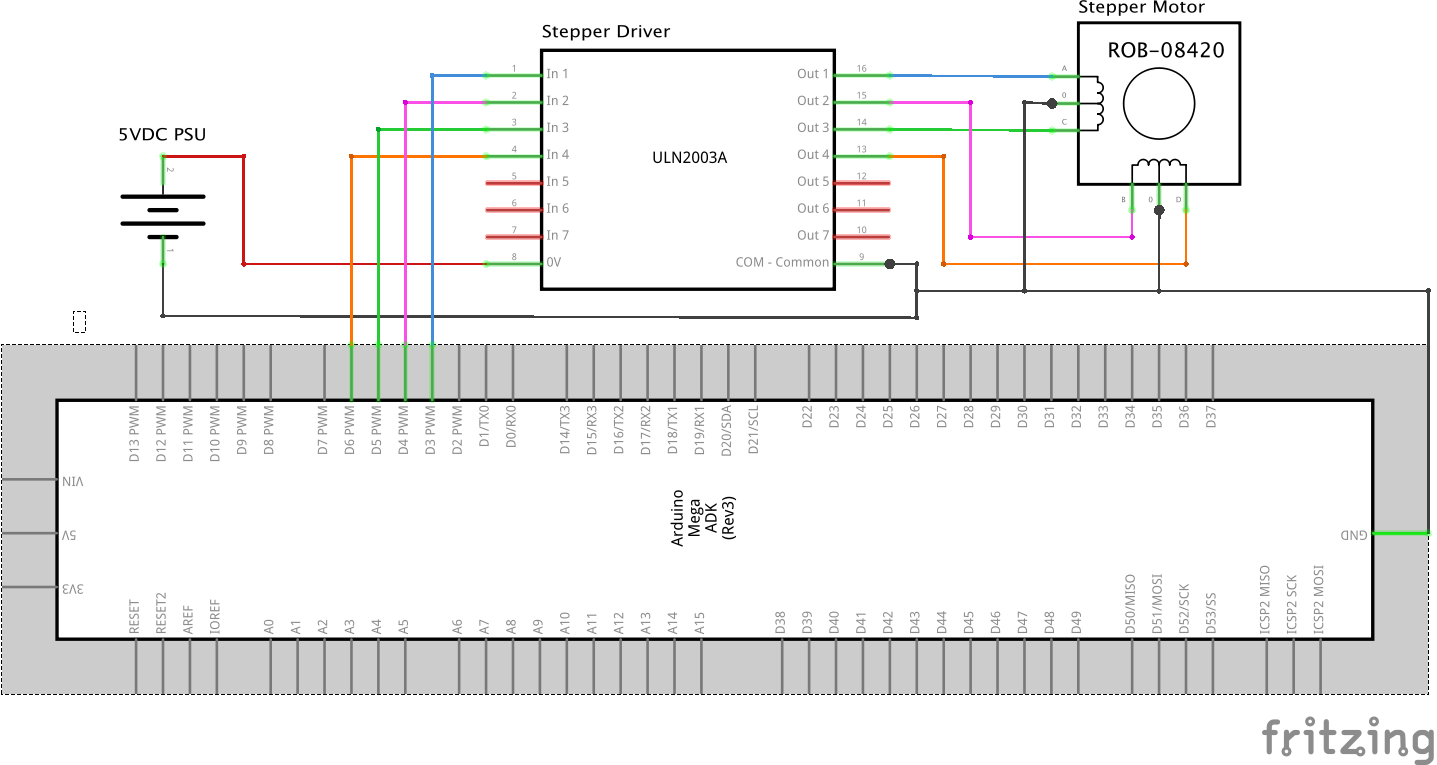 Stepper Motor
Stepper Driver
ROB-08420
5VDC PSU
ULN2003A
1 In 1
2 In 2
3 In 3
4 In 4
5 In 5
6 In 6
7 In 7
8 0V
Out 1 16
Out 2 15
Out 3 14
Out 4 13
Out 5 12
Out 6 11
Out 7 10
COM - Common 9
A
0
C
B 0 D
2
1
D13 PWM
D12 PWM
D11 PWM
D10 PWM
D9 PWM
D8 PWM
D7 PWM
D6 PWM
D5 PWM
D4 PWM
D3 PWM
D2 PWM
D1/TX0
D0/RX0
D14/TX3
D15/RX3
D16/TX2
D17/RX2
D18/TX1
D19/RX1
D20/SDA
D21/SCL
D22
D23
D24
D25
D26
D27
D28
D29
D30
D31
D32
D33
D34
D35
D36
D37
VIN
5V
3V3
Arduino
Mega
ADK
(Rev3)
GND
RESET
RESET2
AREF
IOREF
A0
A1
A2
A3
A4
A5
A6
A7
A8
A9
A10
A11
A12
A13
A14
A15
D38
D39
D40
D41
D42
D43
D44
D45
D46
D47
D48
D49
D50/MISO
D51/MOSI
D52/SCK
D53/SS
ICSP2 MISO
ICSP2 SCK
ICSP2 MOSI
fritzing